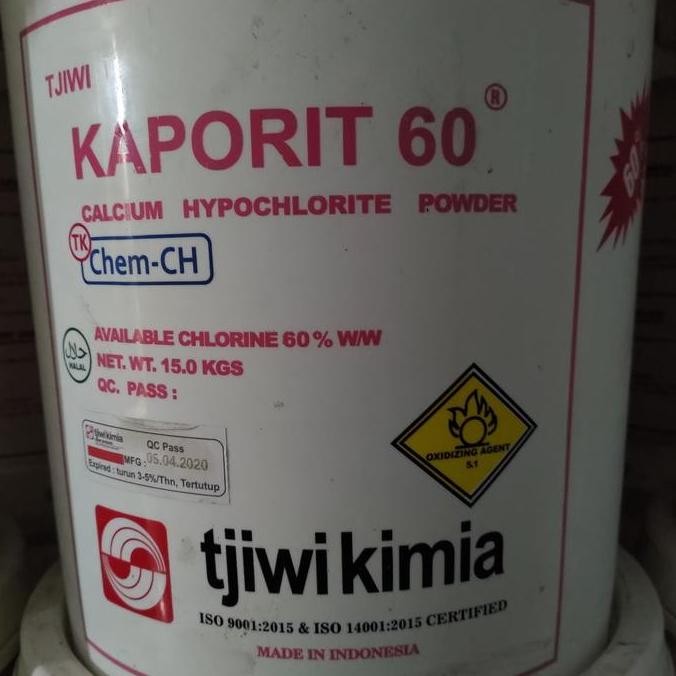 TJIWI
KAPORIT 60 ®
CALCIUM HYPOCHLORITE POWDER
60%
TK
Chem-CH
AVAILABLE CHLORINE 60% W/W
حلال
HALAL
NET. WT. 15.0 KGS
QC. PASS :
tjiwi kimia
QC Pass
MFG : 05.04.2020
Expired : turun 3-5%/Thn, Tertutup
OXIDIZING AGENT
5.1
tjiwi kimia
ISO 9001:2015 & ISO 14001:2015 CERTIFIED
MADE IN INDONESIA